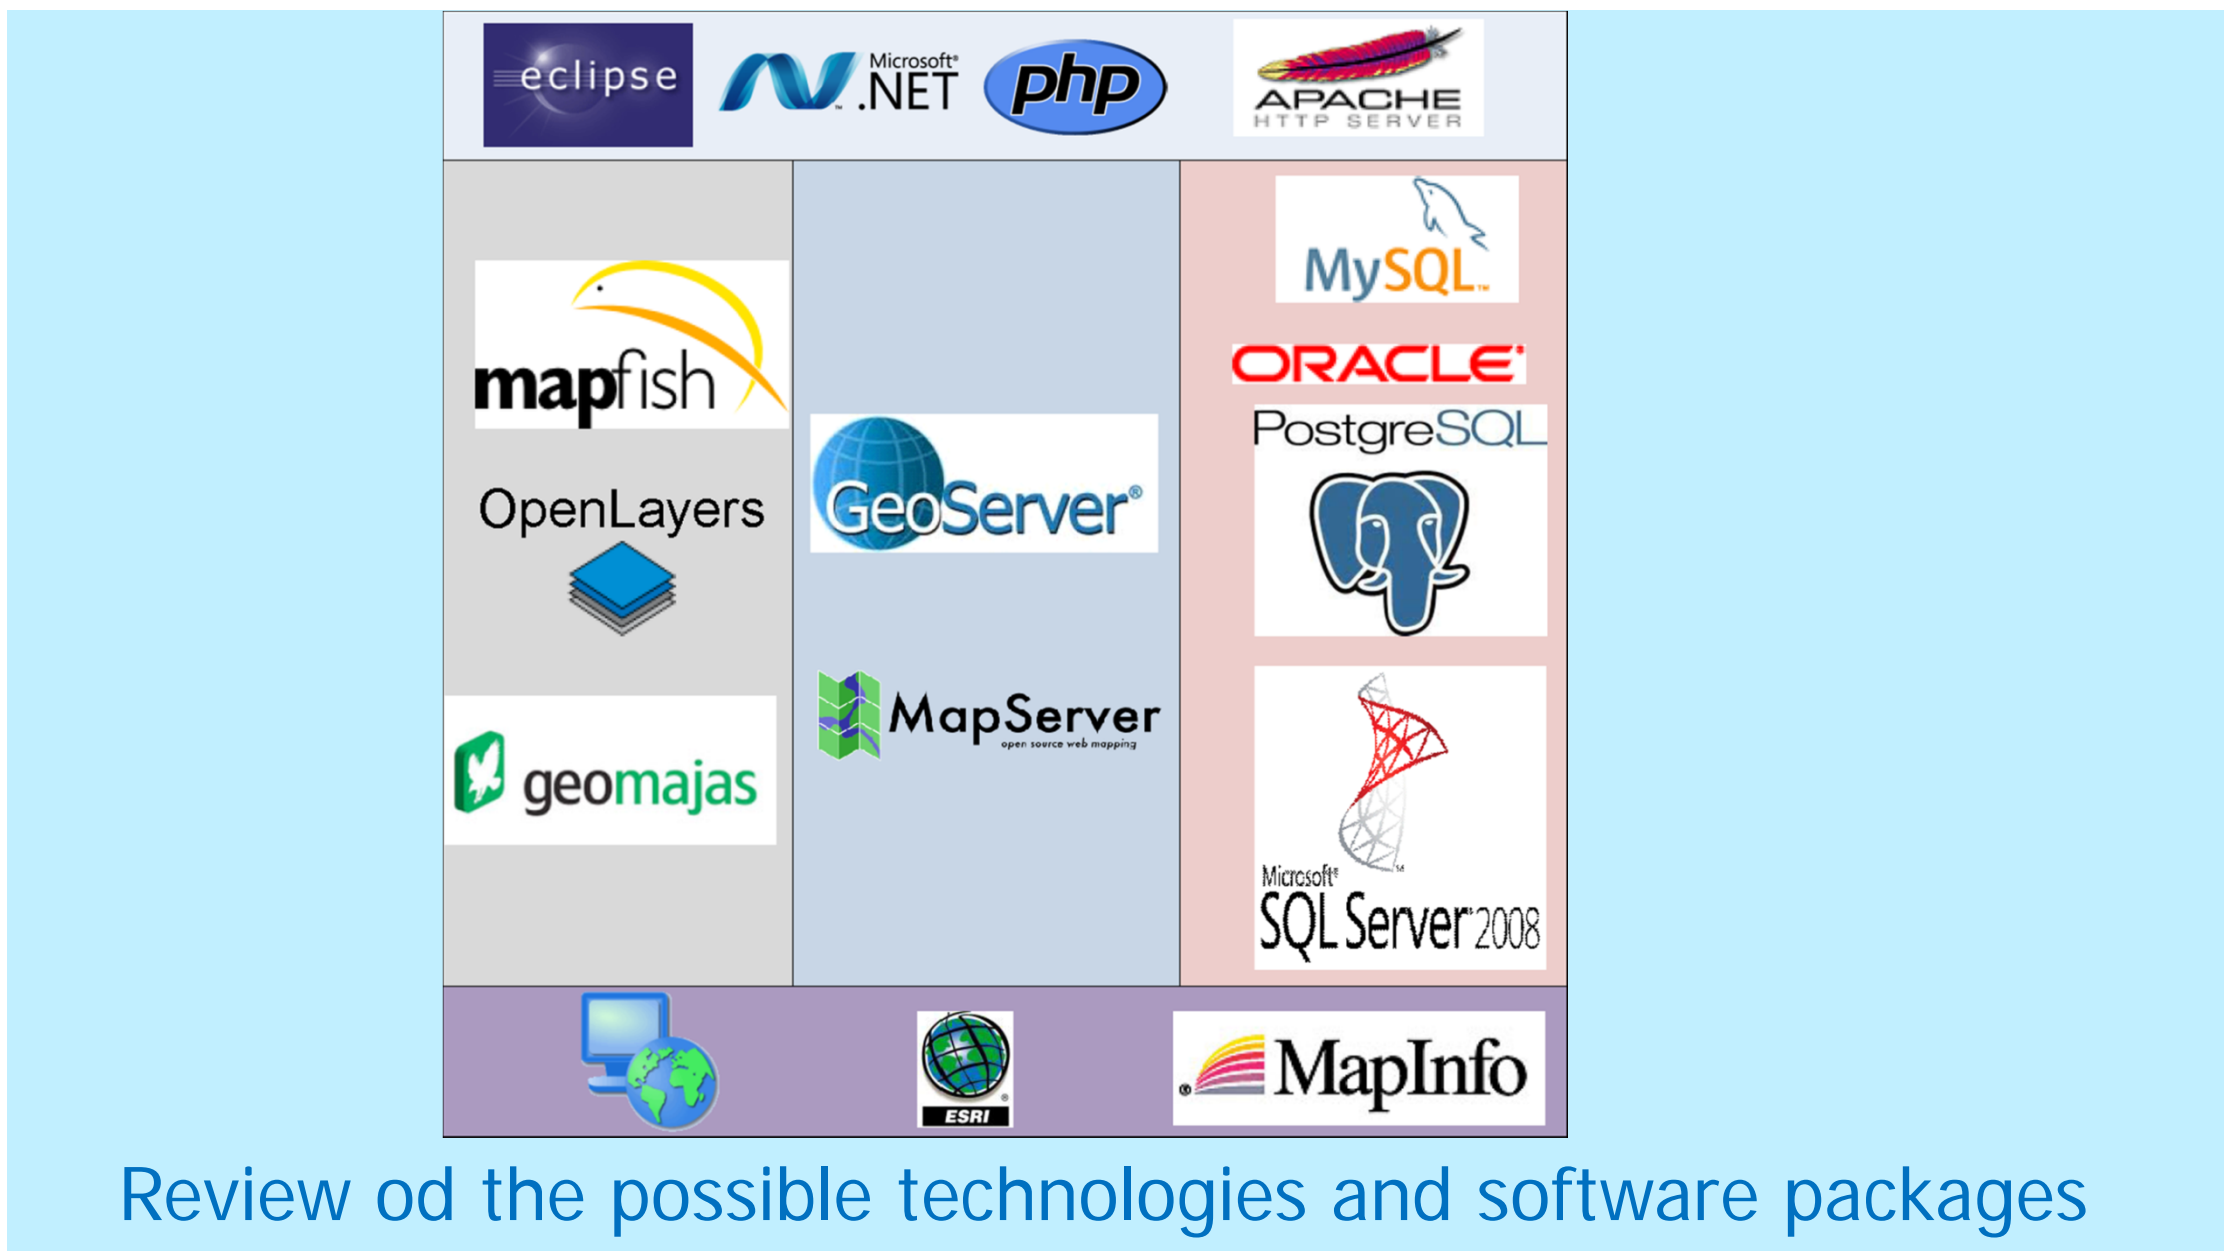 eclipse
Microsoft®
.NET
php
APACHE
HTTP SERVER
mapfish
OpenLayers
geomajas
GeoServer®
MapServer
open source web mapping
MySQL™
ORACLE®
PostgreSQL
Microsoft®
SQL Server®2008
ESRI
®
MapInfo
Review od the possible technologies and software packages